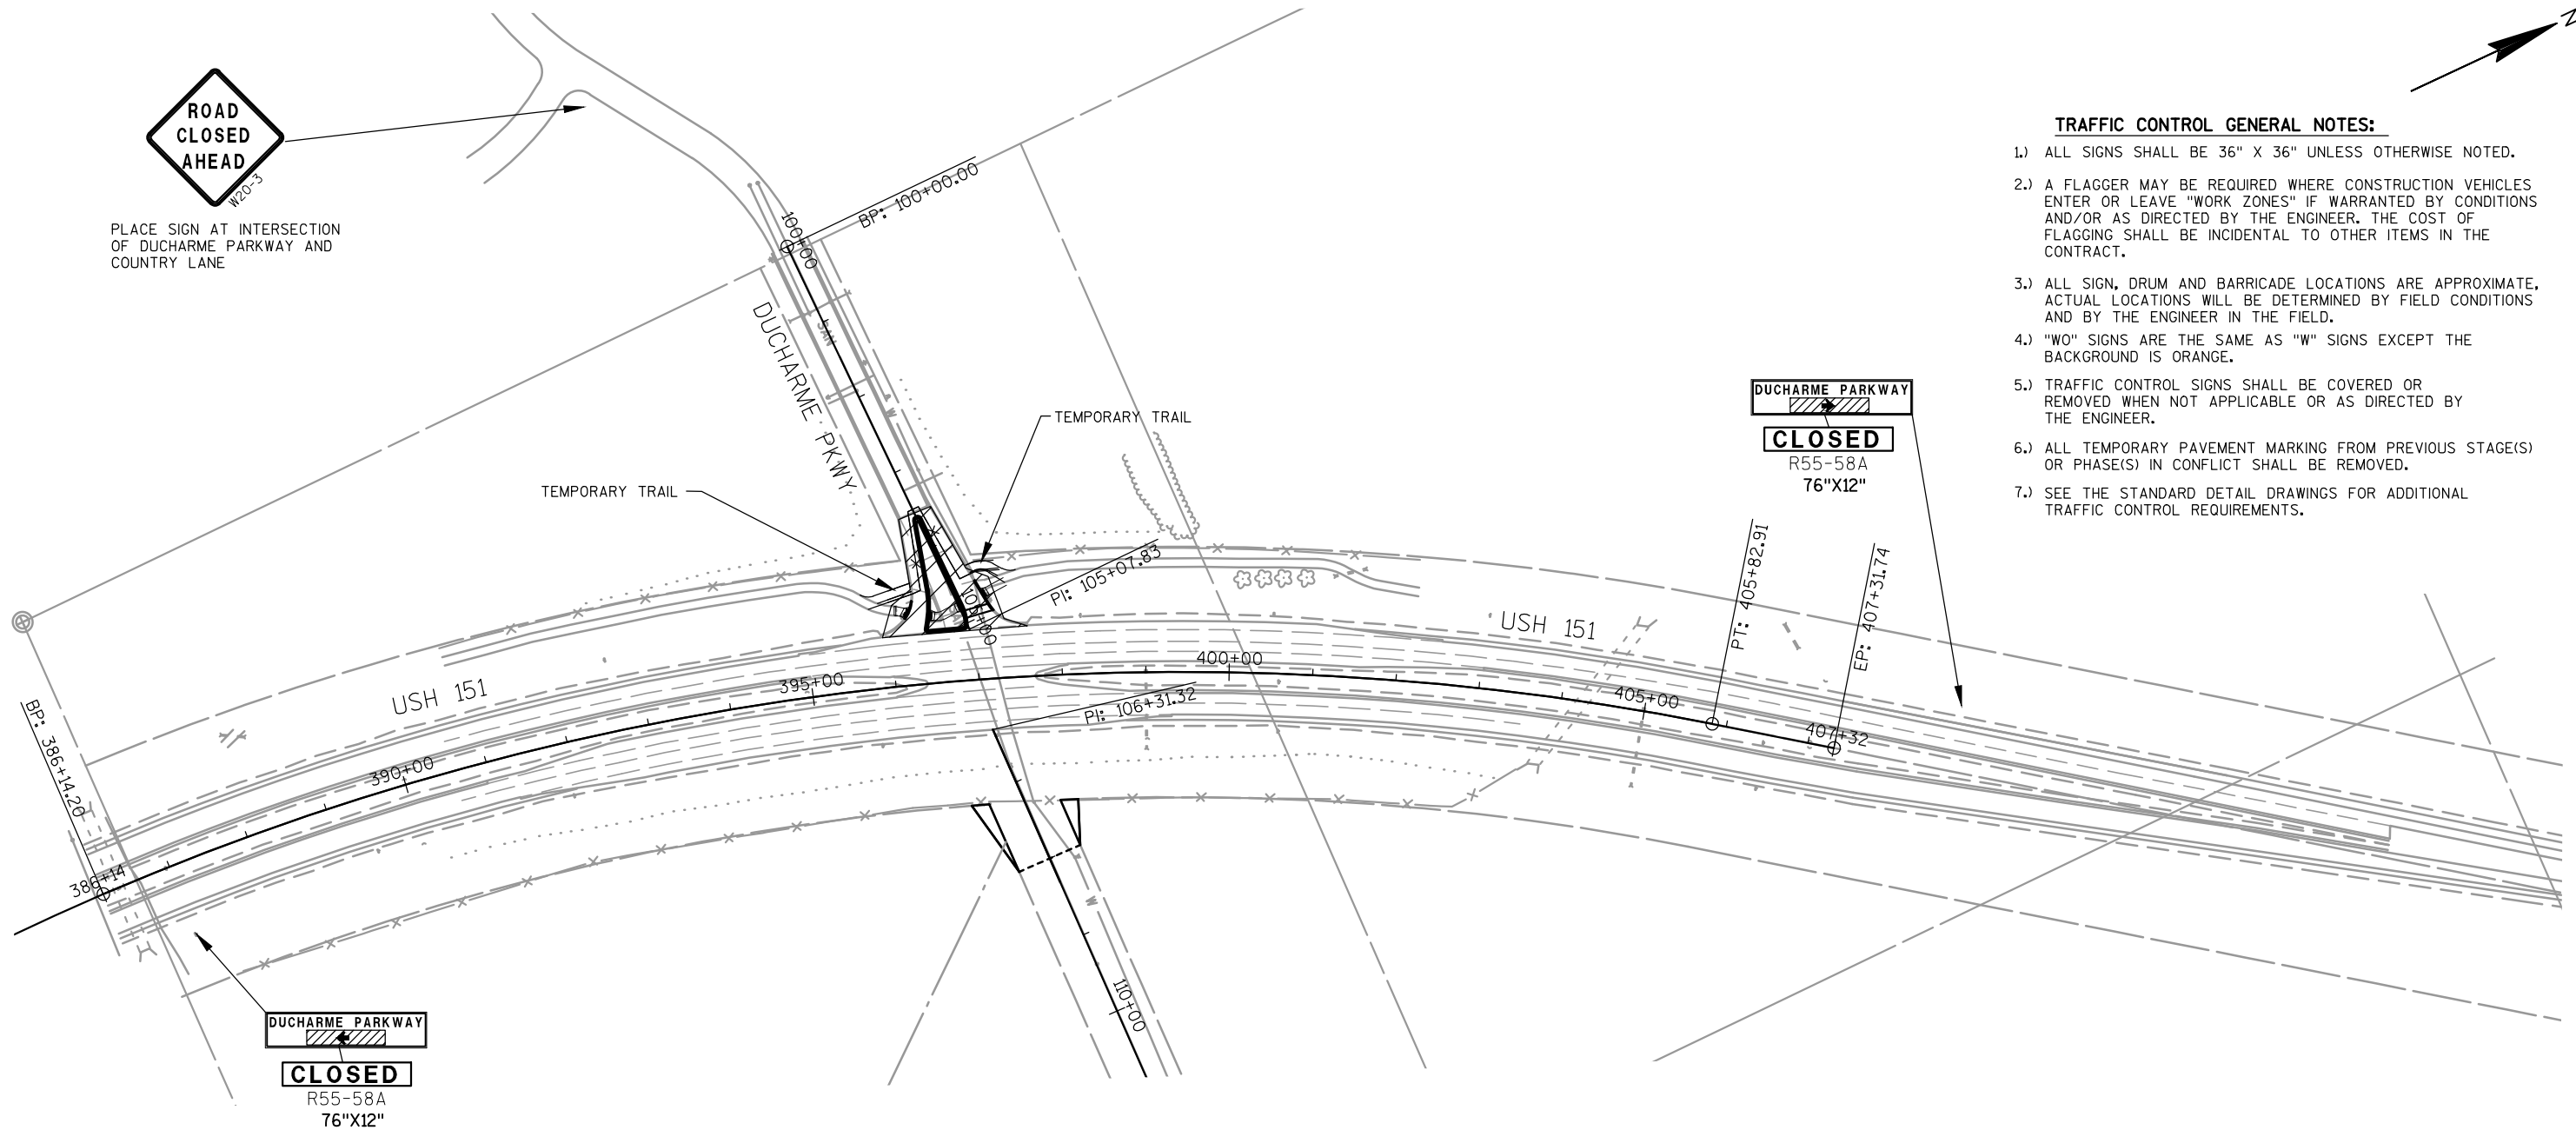 N
ROAD
CLOSED
AHEAD
W20-3
PLACE SIGN AT INTERSECTION
OF DUCHARME PARKWAY AND
COUNTRY LANE
TRAFFIC CONTROL GENERAL NOTES:
1.) ALL SIGNS SHALL BE 36" X 36" UNLESS OTHERWISE NOTED.
2.) A FLAGGER MAY BE REQUIRED WHERE CONSTRUCTION VEHICLES
ENTER OR LEAVE "WORK ZONES" IF WARRANTED BY CONDITIONS
AND/OR AS DIRECTED BY THE ENGINEER. THE COST OF
FLAGGING SHALL BE INCIDENTAL TO OTHER ITEMS IN THE
CONTRACT.
3.) ALL SIGN, DRUM AND BARRICADE LOCATIONS ARE APPROXIMATE,
ACTUAL LOCATIONS WILL BE DETERMINED BY FIELD CONDITIONS
AND BY THE ENGINEER IN THE FIELD.
4.) "WO" SIGNS ARE THE SAME AS "W" SIGNS EXCEPT THE
BACKGROUND IS ORANGE.
5.) TRAFFIC CONTROL SIGNS SHALL BE COVERED OR
REMOVED WHEN NOT APPLICABLE OR AS DIRECTED BY
THE ENGINEER.
6.) ALL TEMPORARY PAVEMENT MARKING FROM PREVIOUS STAGE(S)
OR PHASE(S) IN CONFLICT SHALL BE REMOVED.
7.) SEE THE STANDARD DETAIL DRAWINGS FOR ADDITIONAL
TRAFFIC CONTROL REQUIREMENTS.
BP: 100+00.00
100+00
SAN
W
DUCHARME PKWY
TEMPORARY TRAIL
TEMPORARY TRAIL
DUCHARME PARKWAY
CLOSED
R55-58A
76"X12"
PI: 105+07.83
105+00
PT: 405+82.91
EP: 407+31.74
USH 151
USH 151
400+00
395+00
405+00
407+32
PI: 106+31.32
390+00
BP: 386+14.20
386+14
W
110+00
DUCHARME PARKWAY
CLOSED
R55-58A
76"X12"